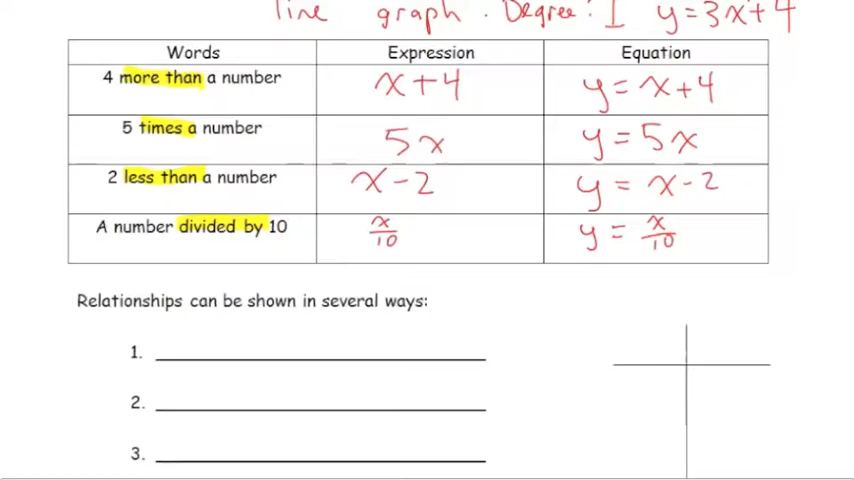 line graph. Degree: 1 y=3x+4
Words Expression Equation
4 more than a number x+4 y=x+4
5 times a number 5x y=5x
2 less than a number x-2 y=x-2
A number divided by 10 x/10 y=x/10
Relationships can be shown in several ways:
1.
2.
3.